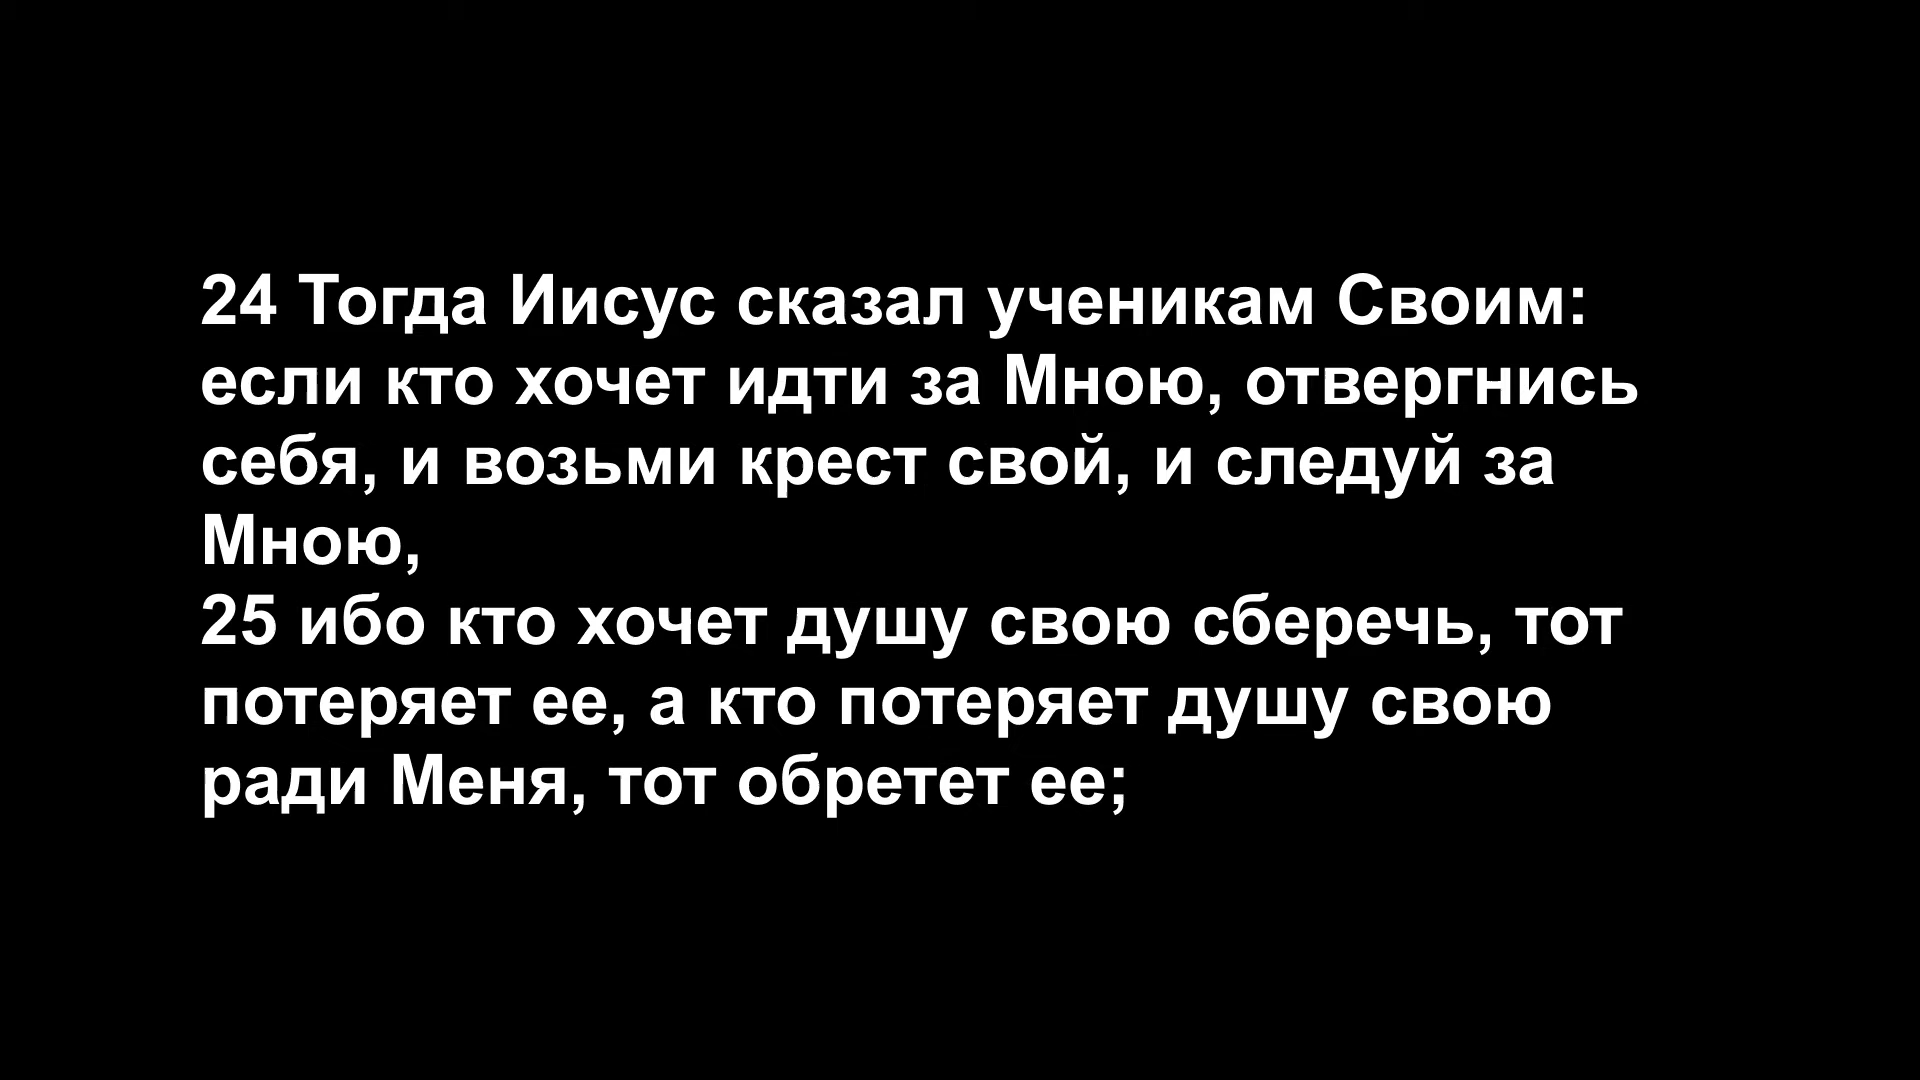 24 Тогда Иисус сказал ученикам Своим:
если кто хочет идти за Мною, отвергнись
себя, и возьми крест свой, и следуй за
Мною,
25 ибо кто хочет душу свою сберечь, тот
потеряет ее, а кто потеряет душу свою
ради Меня, тот обретет ее;